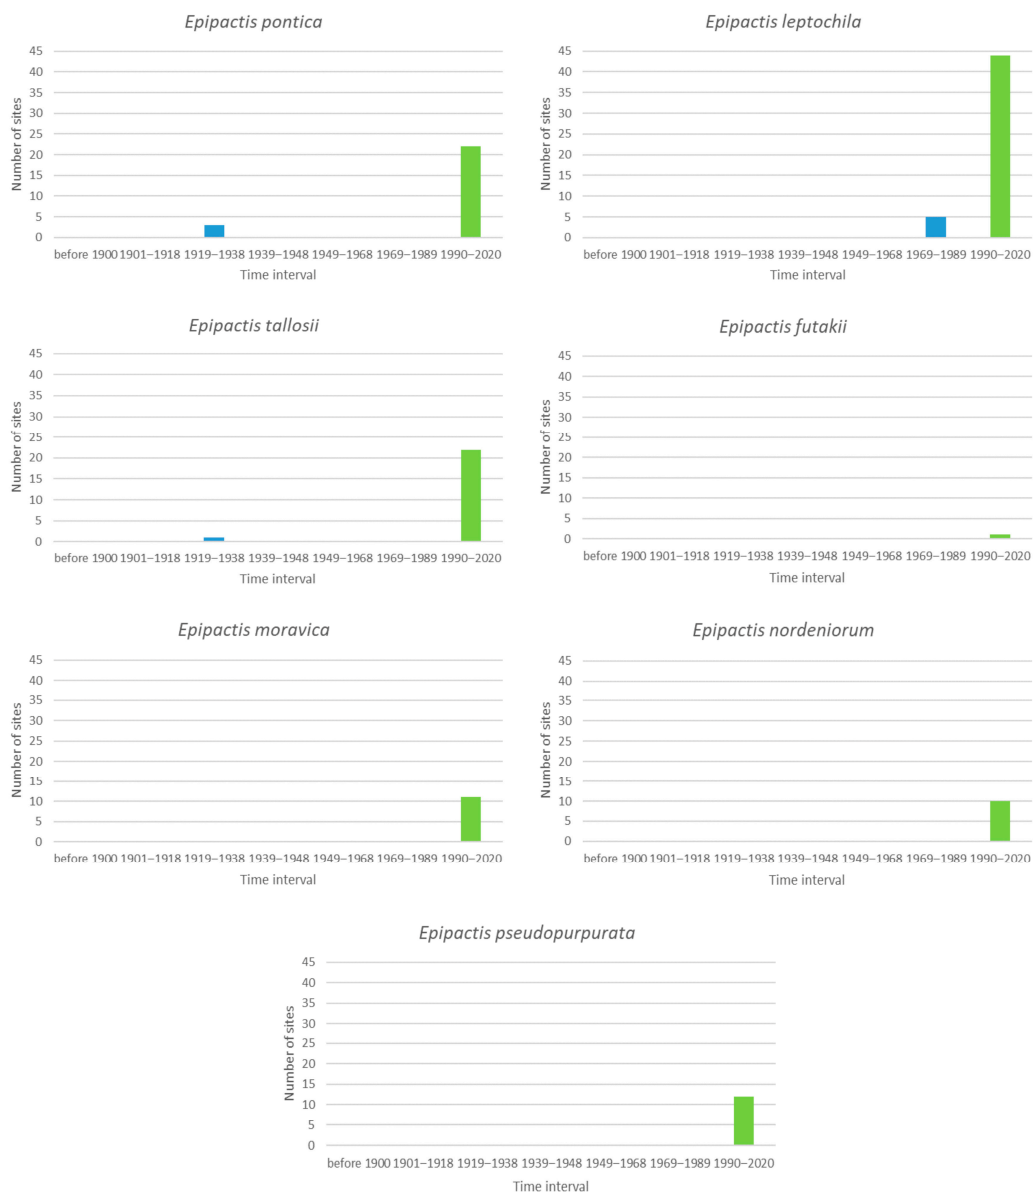 Epipactis pontica
Number of sites
45
40
35
30
25
20
15
10
5
0
before 1900 1901–1918 1919–1938 1939–1948 1949–1968 1969–1989 1990–2020
Time interval
Epipactis leptochila
Number of sites
45
40
35
30
25
20
15
10
5
0
before 1900 1901–1918 1919–1938 1939–1948 1949–1968 1969–1989 1990–2020
Time interval
Epipactis tallosii
Number of sites
45
40
35
30
25
20
15
10
5
0
before 1900 1901–1918 1919–1938 1939–1948 1949–1968 1969–1989 1990–2020
Time interval
Epipactis futakii
Number of sites
45
40
35
30
25
20
15
10
5
0
before 1900 1901–1918 1919–1938 1939–1948 1949–1968 1969–1989 1990–2020
Time interval
Epipactis moravica
Number of sites
45
40
35
30
25
20
15
10
5
0
before 1900 1901–1918 1919–1938 1939–1948 1949–1968 1969–1989 1990–2020
Time interval
Epipactis nordeniorum
Number of sites
45
40
35
30
25
20
15
10
5
0
before 1900 1901–1918 1919–1938 1939–1948 1949–1968 1969–1989 1990–2020
Time interval
Epipactis pseudopurpurata
Number of sites
45
40
35
30
25
20
15
10
5
0
before 1900 1901–1918 1919–1938 1939–1948 1949–1968 1969–1989 1990–2020
Time interval